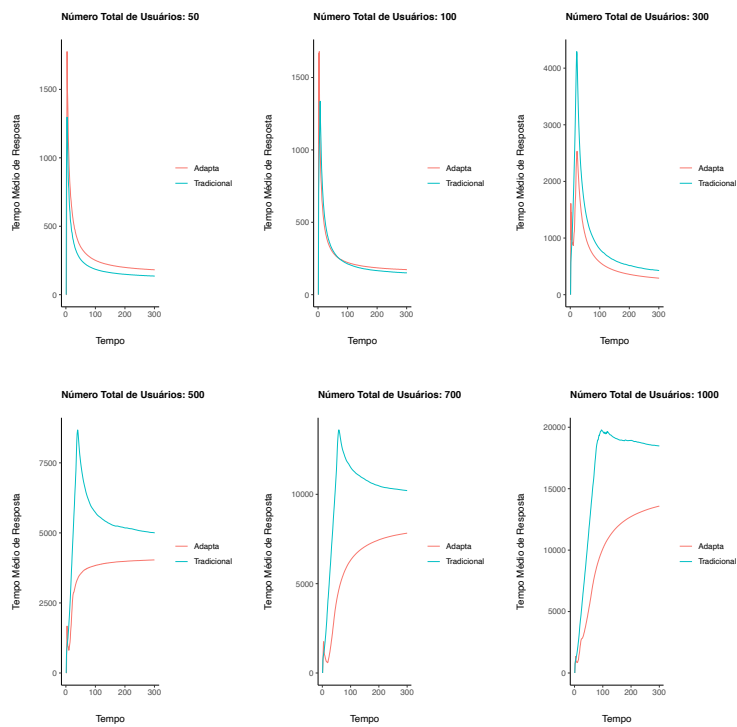 Número Total de Usuários: 50
Tempo Médio de Resposta
1500
1000
500
0
0 100 200 300
Tempo
Adapta
Tradicional
Número Total de Usuários: 100
Tempo Médio de Resposta
1500
1000
500
0
0 100 200 300
Tempo
Adapta
Tradicional
Número Total de Usuários: 300
Tempo Médio de Resposta
4000
3000
2000
1000
0
0 100 200 300
Tempo
Adapta
Tradicional
Número Total de Usuários: 500
Tempo Médio de Resposta
7500
5000
2500
0
0 100 200 300
Tempo
Adapta
Tradicional
Número Total de Usuários: 700
Tempo Médio de Resposta
10000
5000
0
0 100 200 300
Tempo
Adapta
Tradicional
Número Total de Usuários: 1000
Tempo Médio de Resposta
20000
15000
10000
5000
0
0 100 200 300
Tempo
Adapta
Tradicional